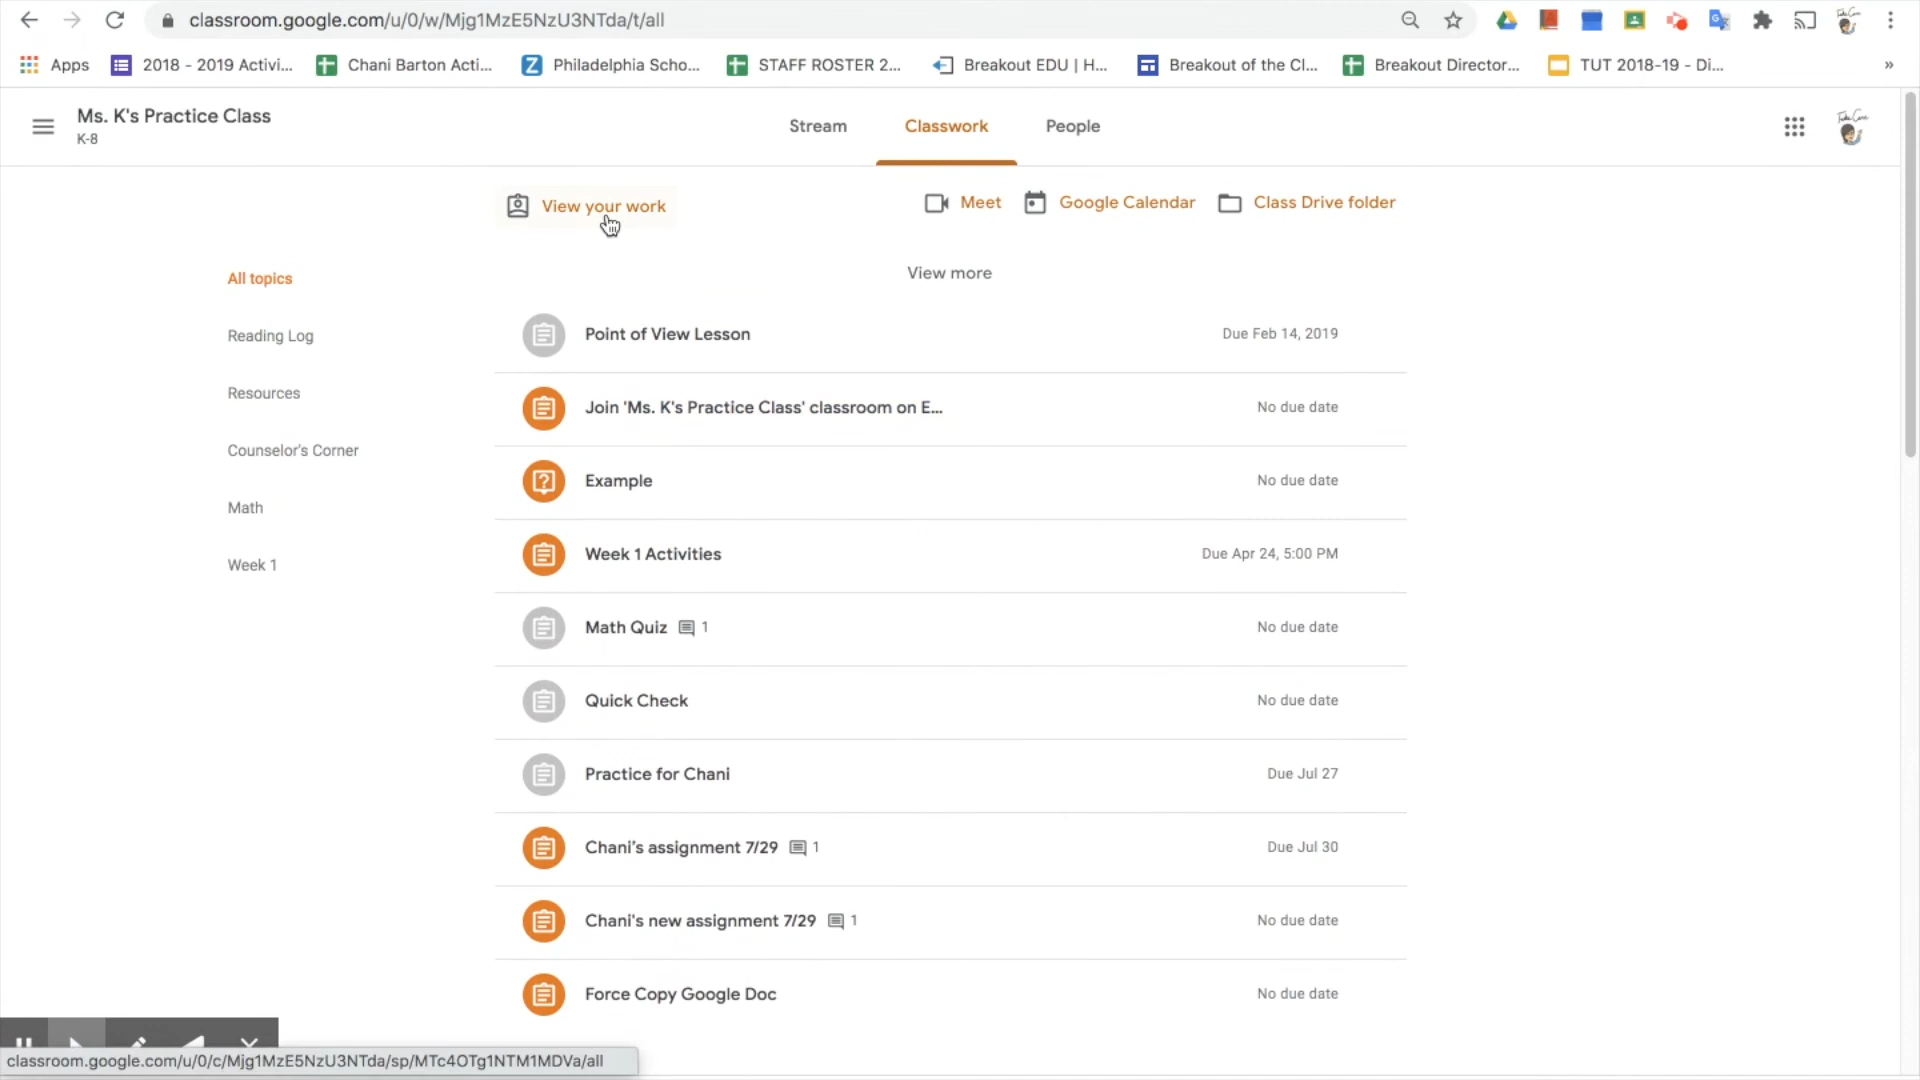 classroom.google.com/u/0/w/Mjg1MzE5NzU3NTda/t/all
Apps 2018 - 2019 Activi... Chani Barton Acti... Philadelphia Scho... STAFF ROSTER 2... Breakout EDU | H... Breakout of the Cl... Breakout Director... TUT 2018-19 - Di... »
Ms. K's Practice Class
K-8
Stream Classwork People
View your work Meet Google Calendar Class Drive folder
All topics
Reading Log
Resources
Counselor's Corner
Math
Week 1
View more
Point of View Lesson Due Feb 14, 2019
Join 'Ms. K's Practice Class' classroom on E... No due date
Example No due date
Week 1 Activities Due Apr 24, 5:00 PM
Math Quiz 1 No due date
Quick Check No due date
Practice for Chani Due Jul 27
Chani's assignment 7/29 1 Due Jul 30
Chani's new assignment 7/29 1 No due date
Force Copy Google Doc No due date
classroom.google.com/u/0/c/Mjg1MzE5NzU3NTda/sp/MTc4OTg1NTM1MDVa/all